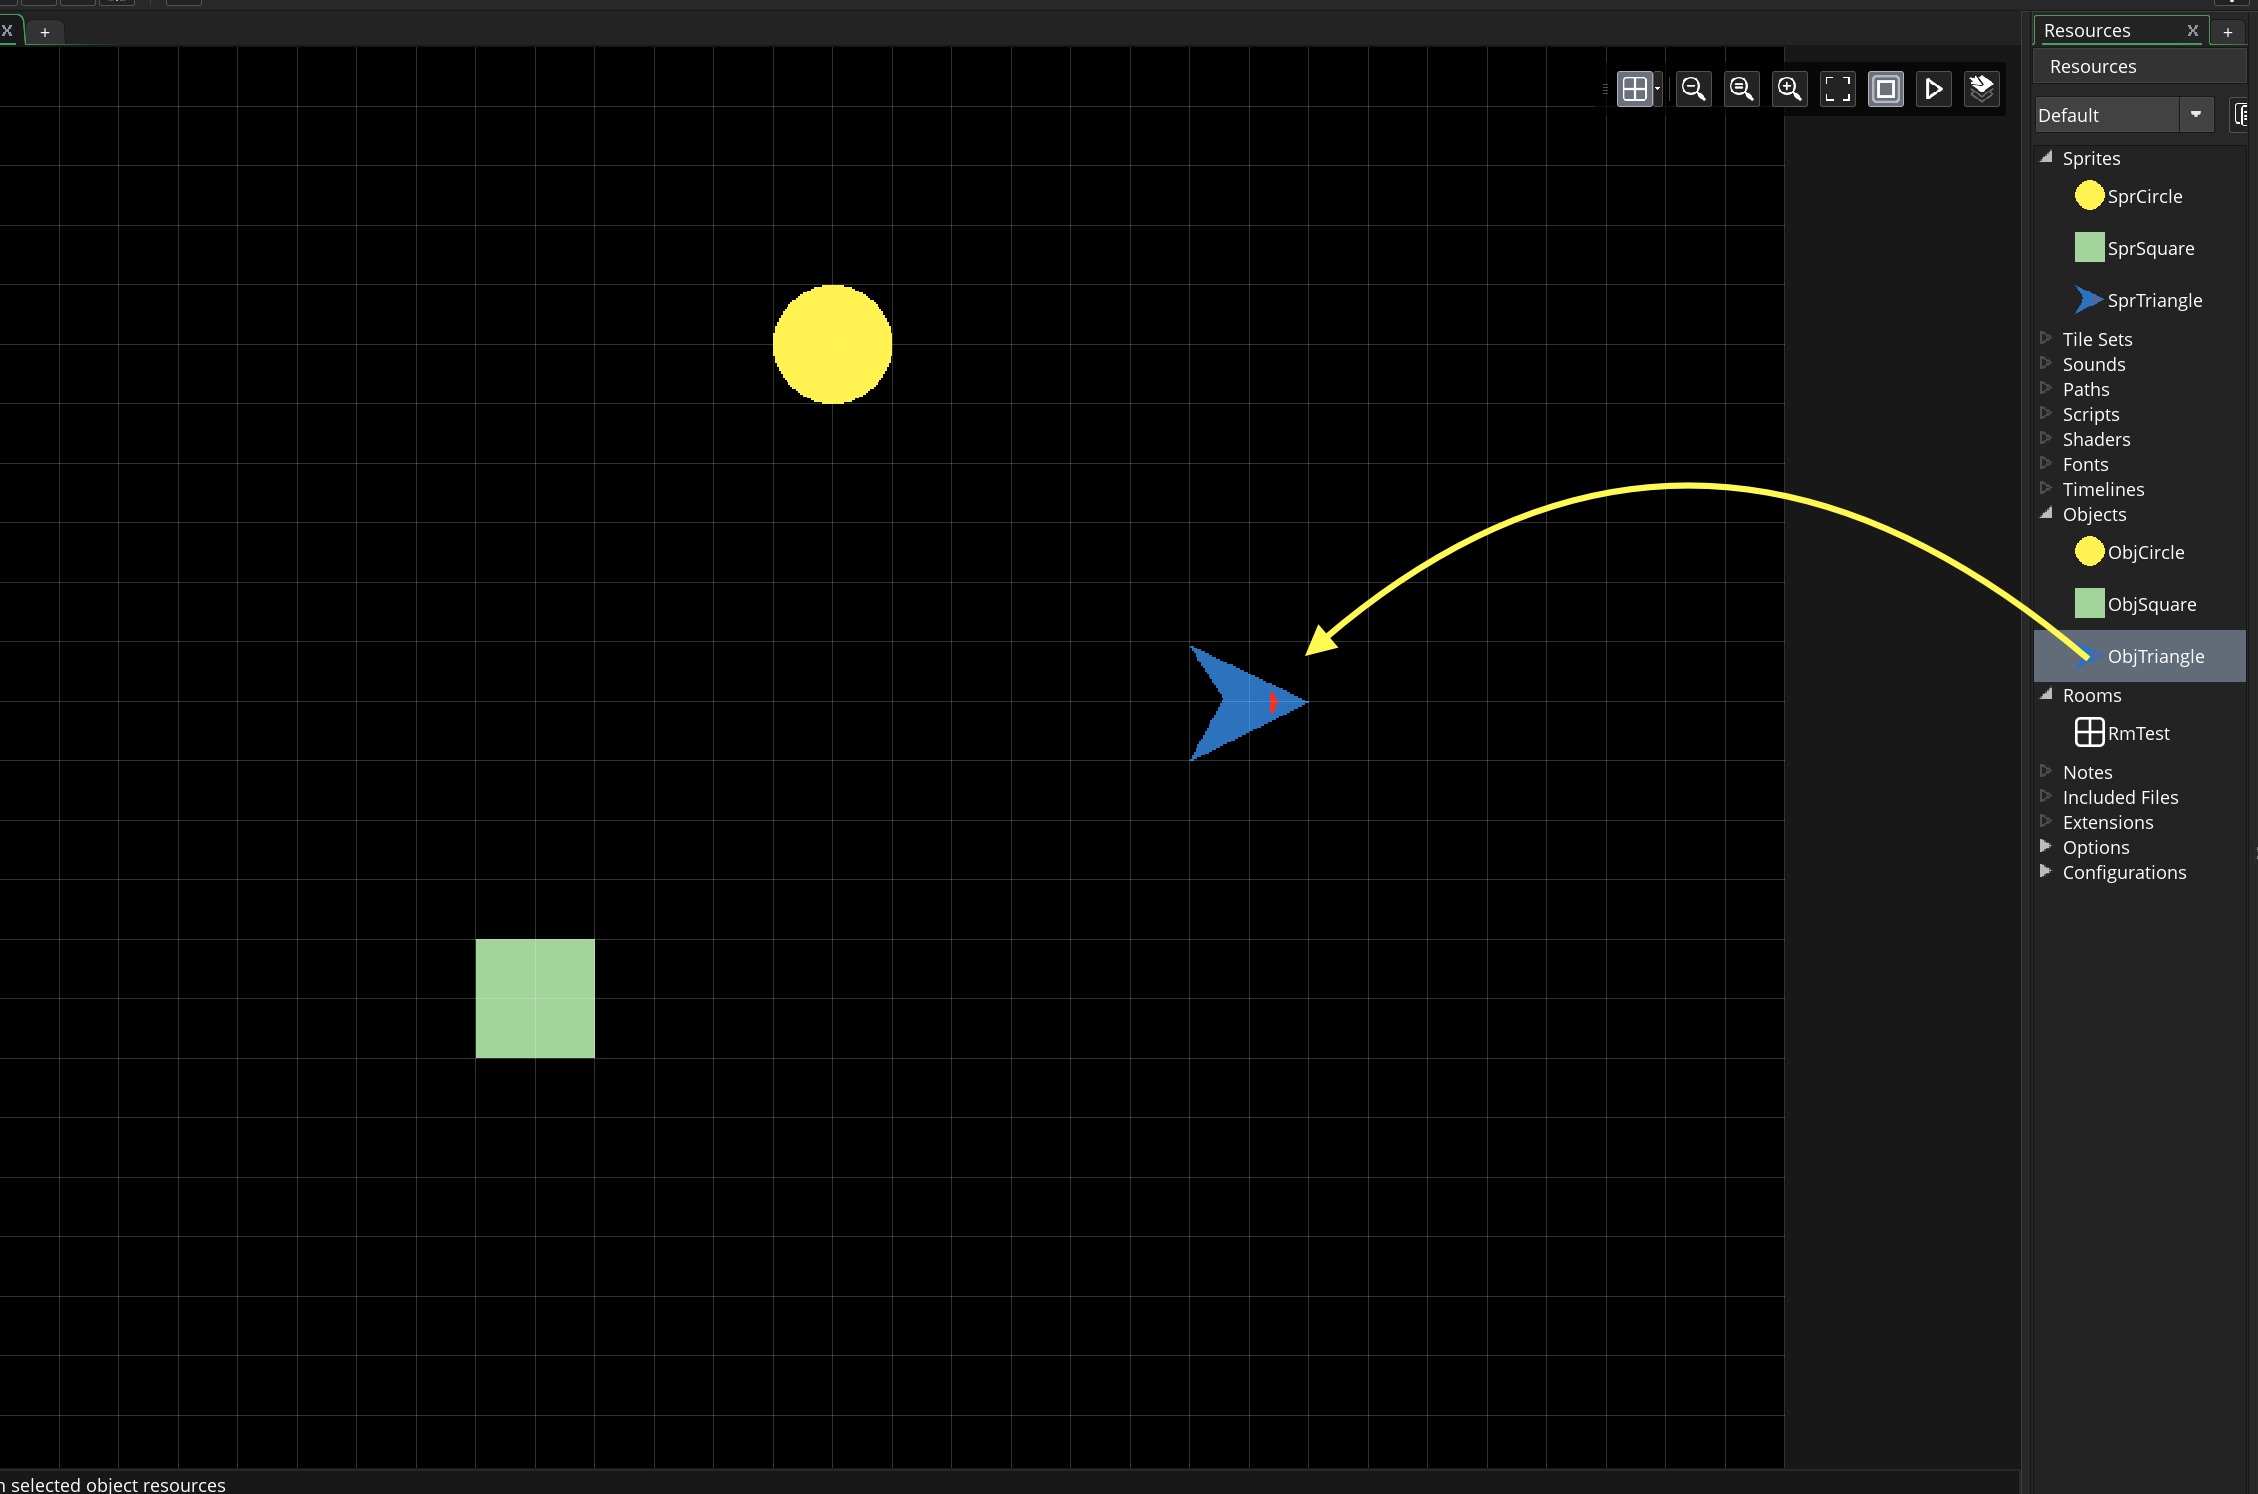 X +
Resources X +
Resources
Default
Sprites
SprCircle
SprSquare
SprTriangle
Tile Sets
Sounds
Paths
Scripts
Shaders
Fonts
Timelines
Objects
ObjCircle
ObjSquare
ObjTriangle
Rooms
RmTest
Notes
Included Files
Extensions
Options
Configurations
n selected object resources